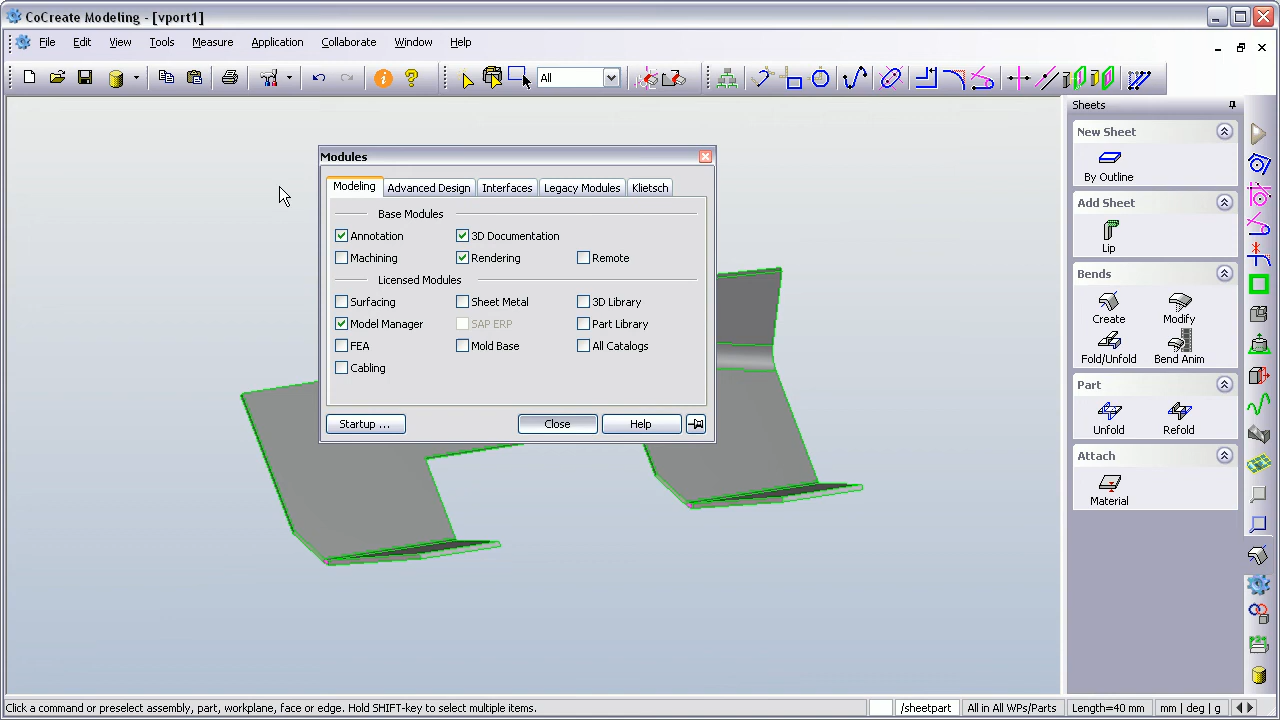 CoCreate Modeling - [vport1]
File Edit View Tools Measure Application Collaborate Window Help
All
Sheets
New Sheet
By Outline
Add Sheet
Lip
Bends
Create Modify
Fold/Unfold Bend Anim
Part
Unfold Refold
Attach
Material
Modules
Modeling Advanced Design Interfaces Legacy Modules Klietsch
Base Modules
Annotation 3D Documentation
Machining Rendering Remote
Licensed Modules
Surfacing Sheet Metal 3D Library
Model Manager SAP ERP Part Library
FEA Mold Base All Catalogs
Cabling
Startup ... Close Help
Click a command or preselect assembly, part, workplane, face or edge. Hold SHIFT-key to select multiple items. /sheetpart All in All WPs/Parts Length=40 mm mm | deg | g